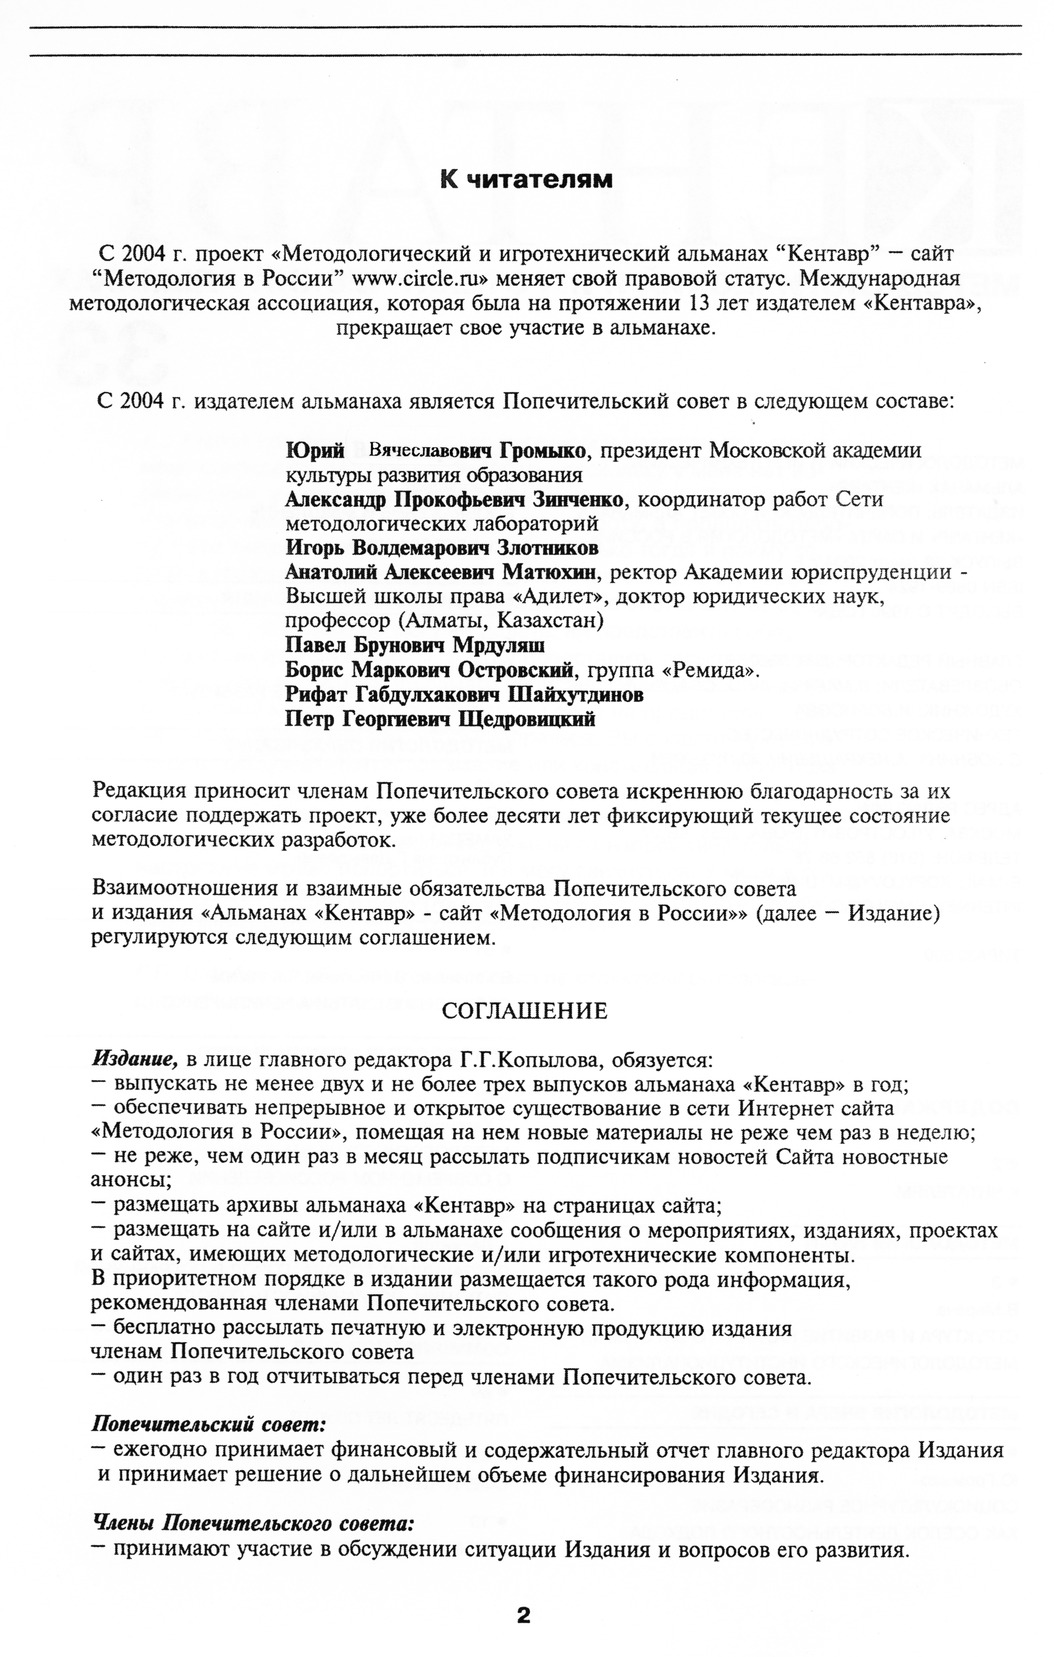 К читателям
С 2004 г. проект «Методологический и игротехнический альманах “Кентавр” — сайт
“Методология в России” www.circle.ru» меняет свой правовой статус. Международная
методологическая ассоциация, которая была на протяжении 13 лет издателем «Кентавра»,
прекращает свое участие в альманахе.
С 2004 г. издателем альманаха является Попечительский совет в следующем составе:
Юрий Вячеславович Громыко, президент Московской академии
культуры развития образования
Александр Прокофьевич Зинченко, координатор работ Сети
методологических лабораторий
Игорь Волдемарович Злотников
Анатолий Алексеевич Матюхин, ректор Академии юриспруденции -
Высшей школы права «Адилет», доктор юридических наук,
профессор (Алматы, Казахстан)
Павел Брунович Мрдуляш
Борис Маркович Островский, группа «Ремида».
Рифат Габдулхакович Шайхутдинов
Петр Георгиевич Щедровицкий
Редакция приносит членам Попечительского совета искреннюю благодарность за их
согласие поддержать проект, уже более десяти лет фиксирующий текущее состояние
методологических разработок.
Взаимоотношения и взаимные обязательства Попечительского совета
и издания «Альманах «Кентавр» - сайт «Методология в России»» (далее — Издание)
регулируются следующим соглашением.
СОГЛАШЕНИЕ
Издание, в лице главного редактора Г.Г.Копылова, обязуется:
— выпускать не менее двух и не более трех выпусков альманаха «Кентавр» в год;
— обеспечивать непрерывное и открытое существование в сети Интернет сайта
«Методология в России», помещая на нем новые материалы не реже чем раз в неделю;
— не реже, чем один раз в месяц рассылать подписчикам новостей Сайта новостные
анонсы;
— размещать архивы альманаха «Кентавр» на страницах сайта;
— размещать на сайте и/или в альманахе сообщения о мероприятиях, изданиях, проектах
и сайтах, имеющих методологические и/или игротехнические компоненты.
В приоритетном порядке в издании размещается такого рода информация,
рекомендованная членами Попечительского совета.
— бесплатно рассылать печатную и электронную продукцию издания
членам Попечительского совета
— один раз в год отчитываться перед членами Попечительского совета.
Попечительский совет:
— ежегодно принимает финансовый и содержательный отчет главного редактора Издания
и принимает решение о дальнейшем объеме финансирования Издания.
Члены Попечительского совета:
— принимают участие в обсуждении ситуации Издания и вопросов его развития.
2